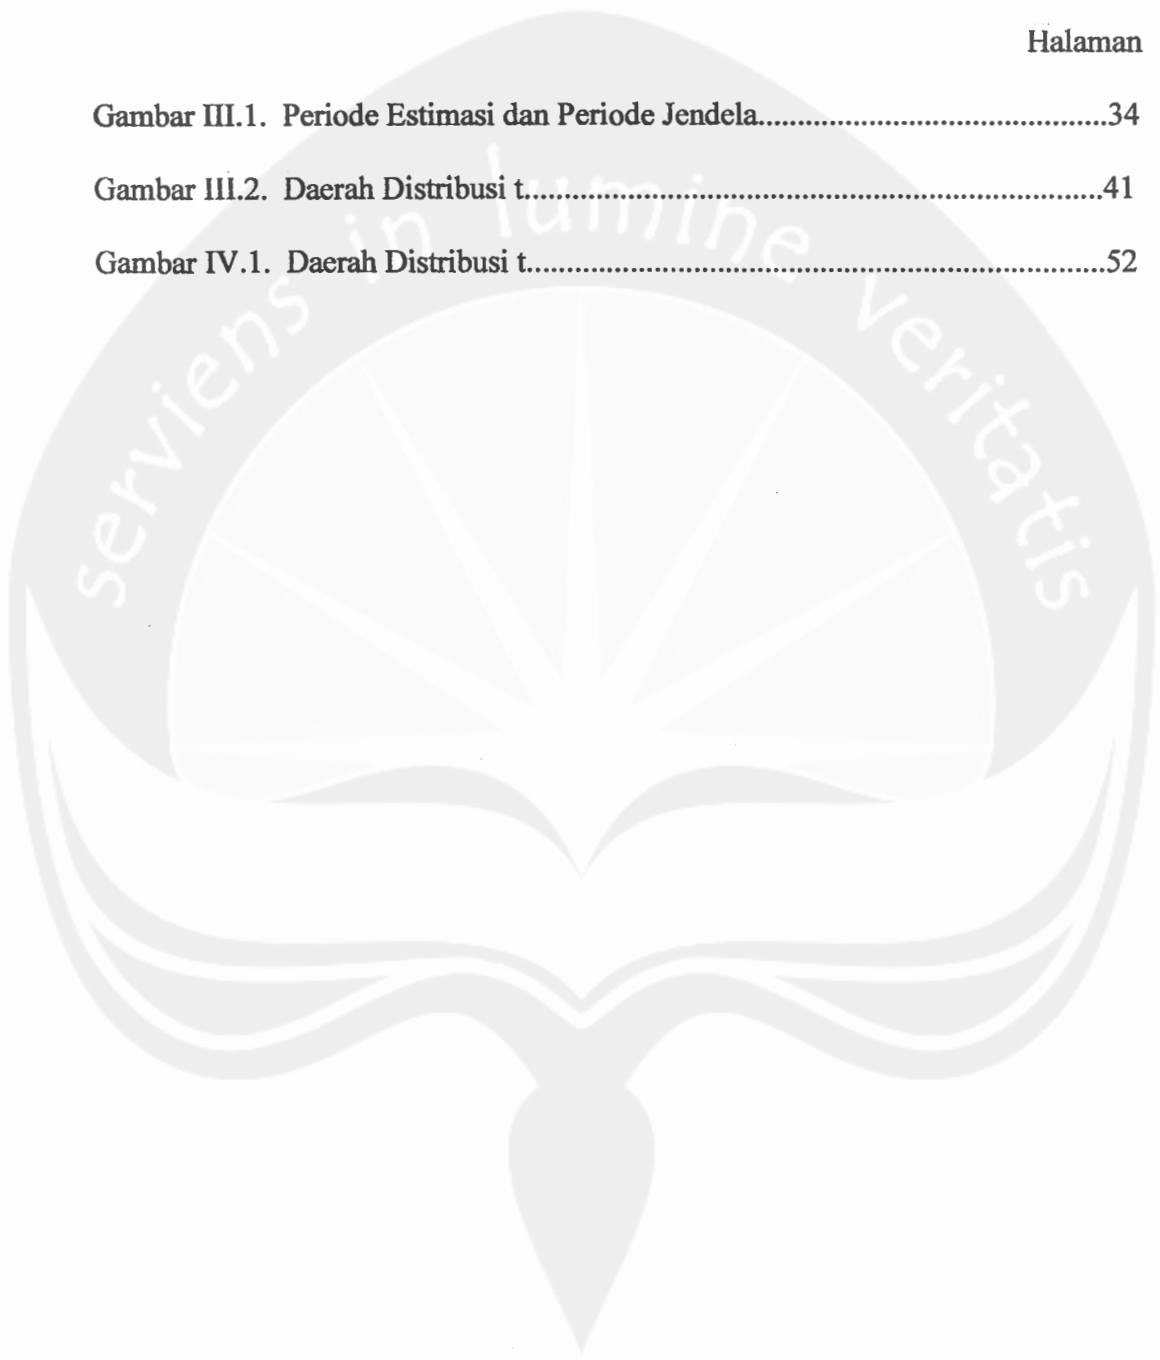 Halaman
Gambar III.1. Periode Estimasi dan Periode Jendela............................................34
Gambar III.2. Daerah Distribusi t.........................................................................41
Gambar IV.1. Daerah Distribusi t.........................................................................52
serviens in lumine veritatis